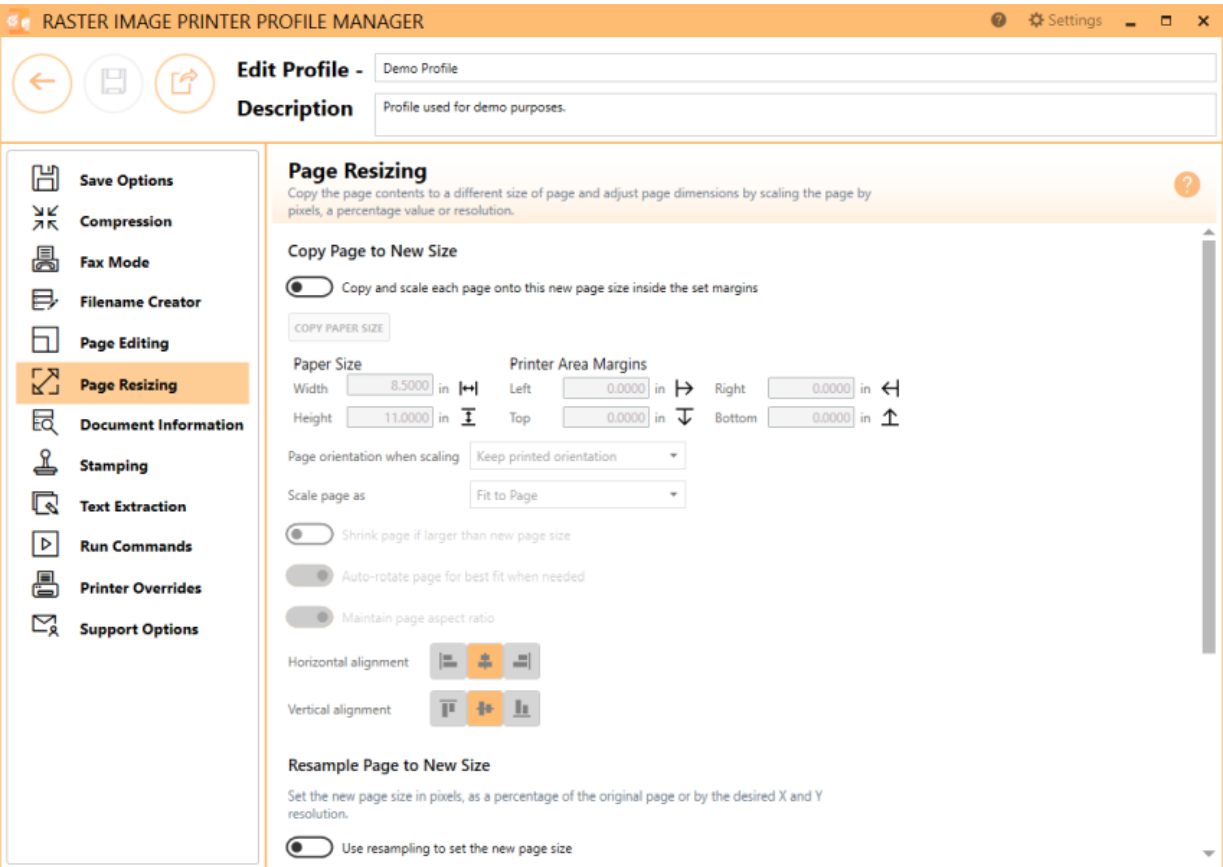 RASTER IMAGE PRINTER PROFILE MANAGER
Settings
Edit Profile - Demo Profile
Description Profile used for demo purposes.
Save Options
Compression
Fax Mode
Filename Creator
Page Editing
Page Resizing
Document Information
Stamping
Text Extraction
Run Commands
Printer Overrides
Support Options
Page Resizing
Copy the page contents to a different size of page and adjust page dimensions by scaling the page by
pixels, a percentage value or resolution.
?
Copy Page to New Size
Copy and scale each page onto this new page size inside the set margins
COPY PAPER SIZE
Paper Size Printer Area Margins
Width 8.5000 in Left 0.0000 in Right 0.0000 in
Height 11.0000 in Top 0.0000 in Bottom 0.0000 in
Page orientation when scaling Keep printed orientation
Scale page as Fit to Page
Shrink page if larger than new page size
Auto-rotate page for best fit when needed
Maintain page aspect ratio
Horizontal alignment
Vertical alignment
Resample Page to New Size
Set the new page size in pixels, as a percentage of the original page or by the desired X and Y
resolution.
Use resampling to set the new page size